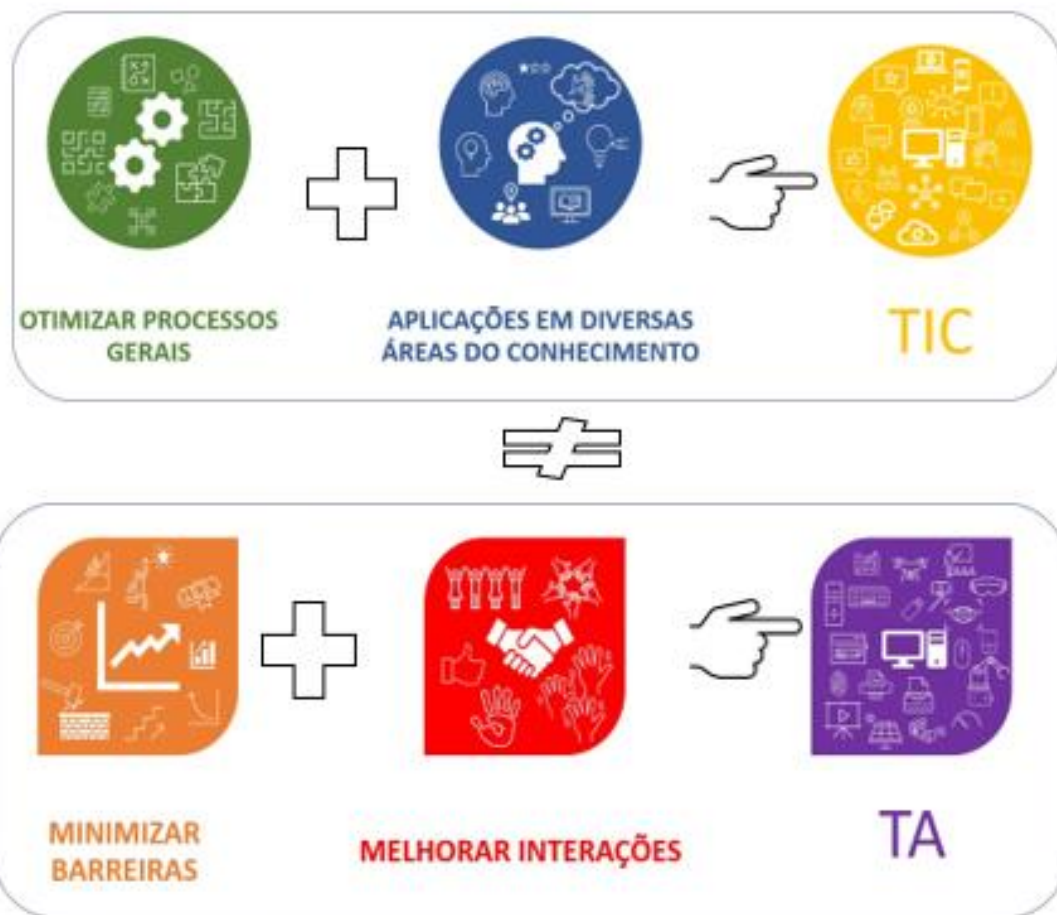 OTIMIZAR PROCESSOS
GERAIS
APLICAÇÕES EM DIVERSAS
ÁREAS DO CONHECIMENTO
TIC
MINIMIZAR
BARREIRAS
MELHORAR INTERAÇÕES
TA